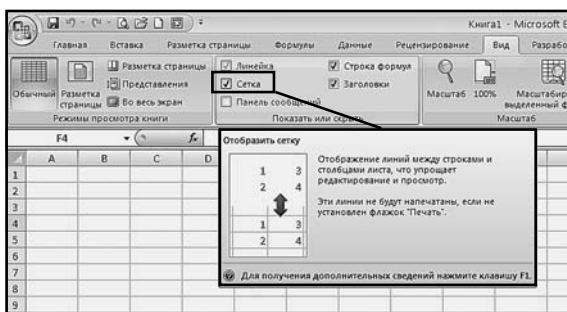 Книга1 - Microsoft E
Главная Вставка Разметка страницы Формулы Данные Рецензирование Вид Разрабо
Обычный
Разметка страницы
Разметка страницы
Представления
Во весь экран
Режимы просмотра книги
Линейка
Строка формул
Сетка
Заголовки
Панель сообщений
Показать или скрыть
Масштаб
100%
Масштабир
выделенный ф
Масштаб
F4
fx
A B C D
1
2
3
4
5
6
7
8
9
Отобразить сетку
1 3
2 4
1 3
2 4
Отображение линий между строками и
столбцами листа, что упрощает
редактирование и просмотр.
Эти линии не будут напечатаны, если не
установлен флажок "Печать".
Для получения дополнительных сведений нажмите клавишу F1.